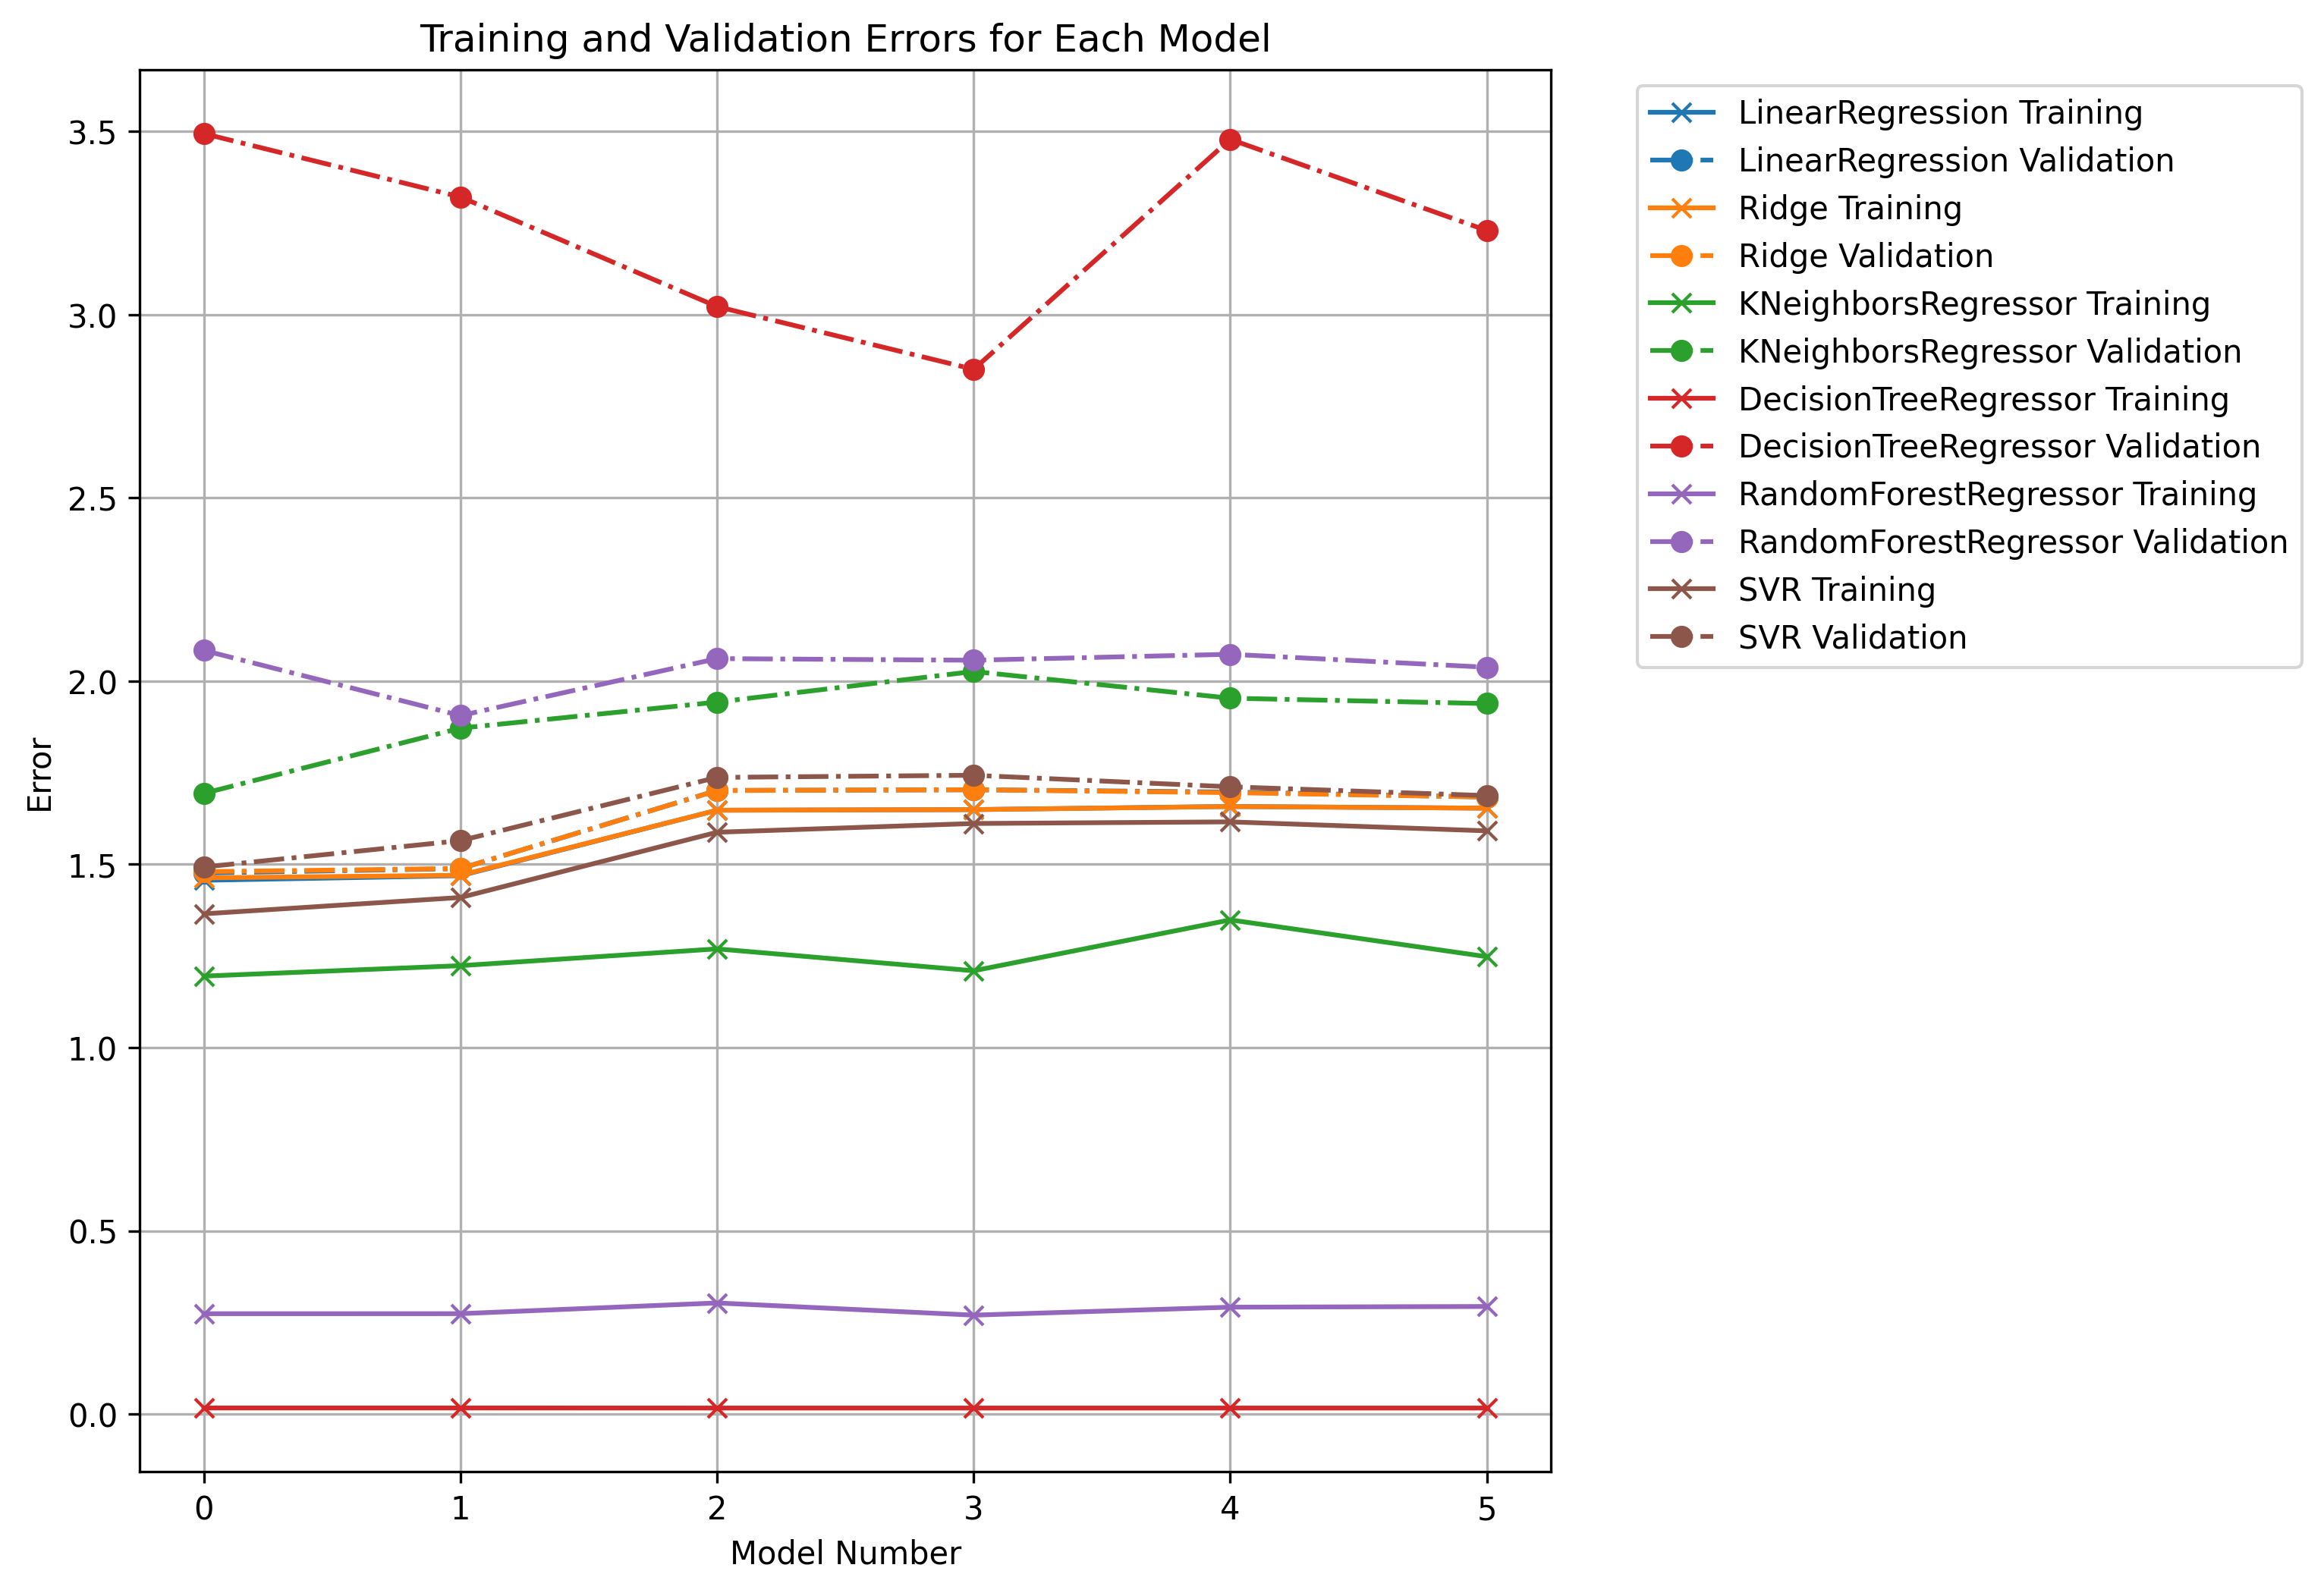 Training and Validation Errors for Each Model
3.5
3.0
2.5
2.0
1.5
1.0
0.5
0.0
Error
0 1 2 3 4 5
Model Number
LinearRegression Training
LinearRegression Validation
Ridge Training
Ridge Validation
KNeighborsRegressor Training
KNeighborsRegressor Validation
DecisionTreeRegressor Training
DecisionTreeRegressor Validation
RandomForestRegressor Training
RandomForestRegressor Validation
SVR Training
SVR Validation